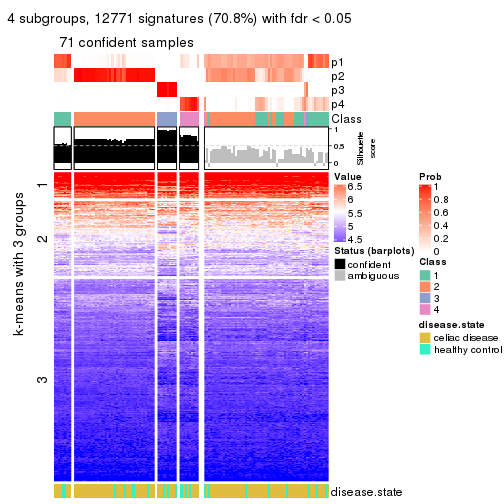 4 subgroups, 12771 signatures (70.8%) with fdr < 0.05
71 confident samples
p1
p2
p3
p4
Class
1
0.5
0
Silhouette
score
k-means with 3 groups
1
2
3
disease.state
Value
6.5
6
5.5
5
4.5
Status (barplots)
confident
ambiguous
Prob
1
0.8
0.6
0.4
0.2
0
Class
1
2
3
4
disease.state
celiac disease
healthy control